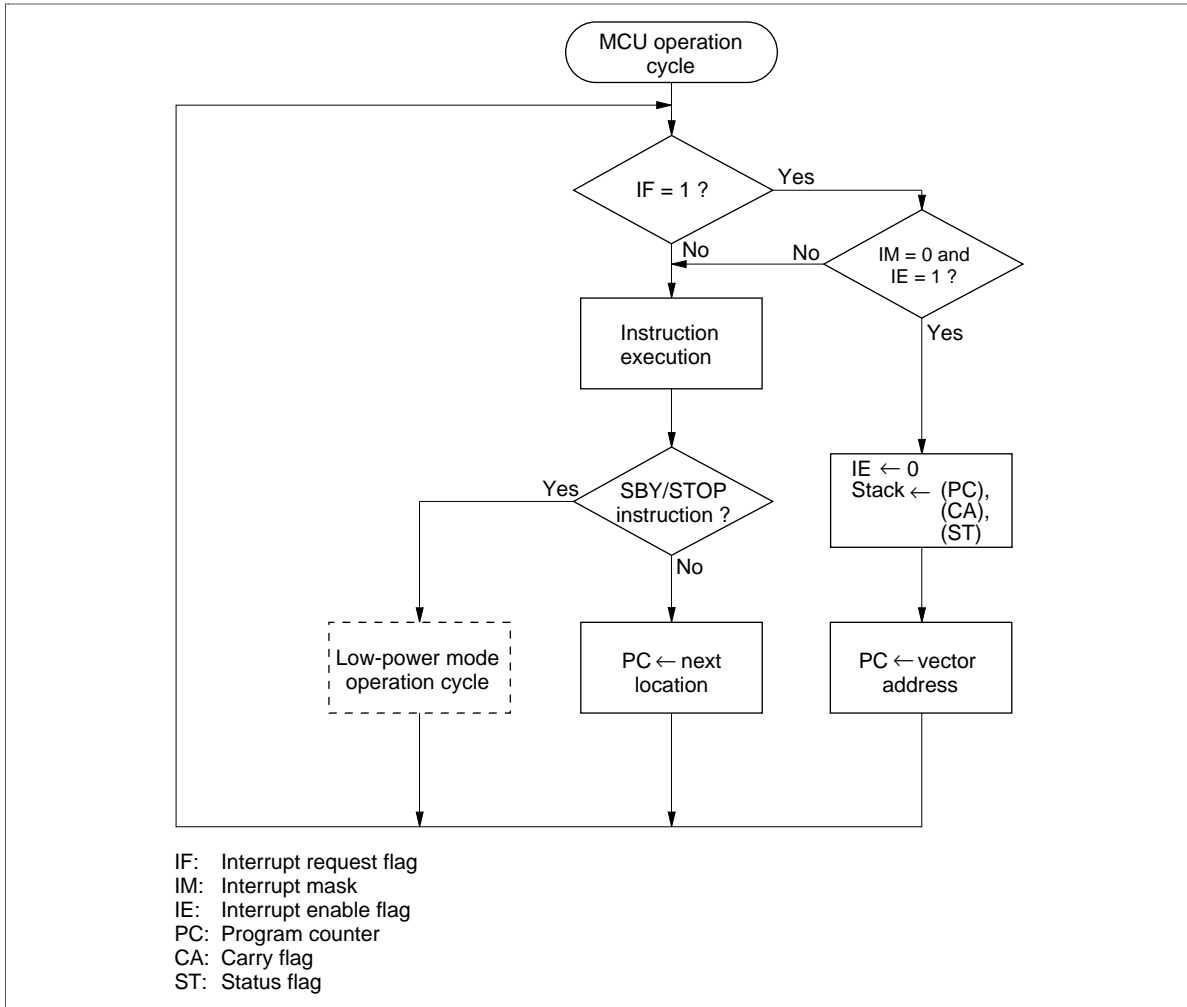 MCU operation
cycle
IF = 1 ?
Yes
No
IM = 0 and
IE = 1 ?
No
Yes
Instruction
execution
IE ← 0
Stack ← (PC),
(CA),
(ST)
Yes
SBY/STOP
instruction ?
No
Low-power mode
operation cycle
PC ← next
location
PC ← vector
address
IF: Interrupt request flag
IM: Interrupt mask
IE: Interrupt enable flag
PC: Program counter
CA: Carry flag
ST: Status flag